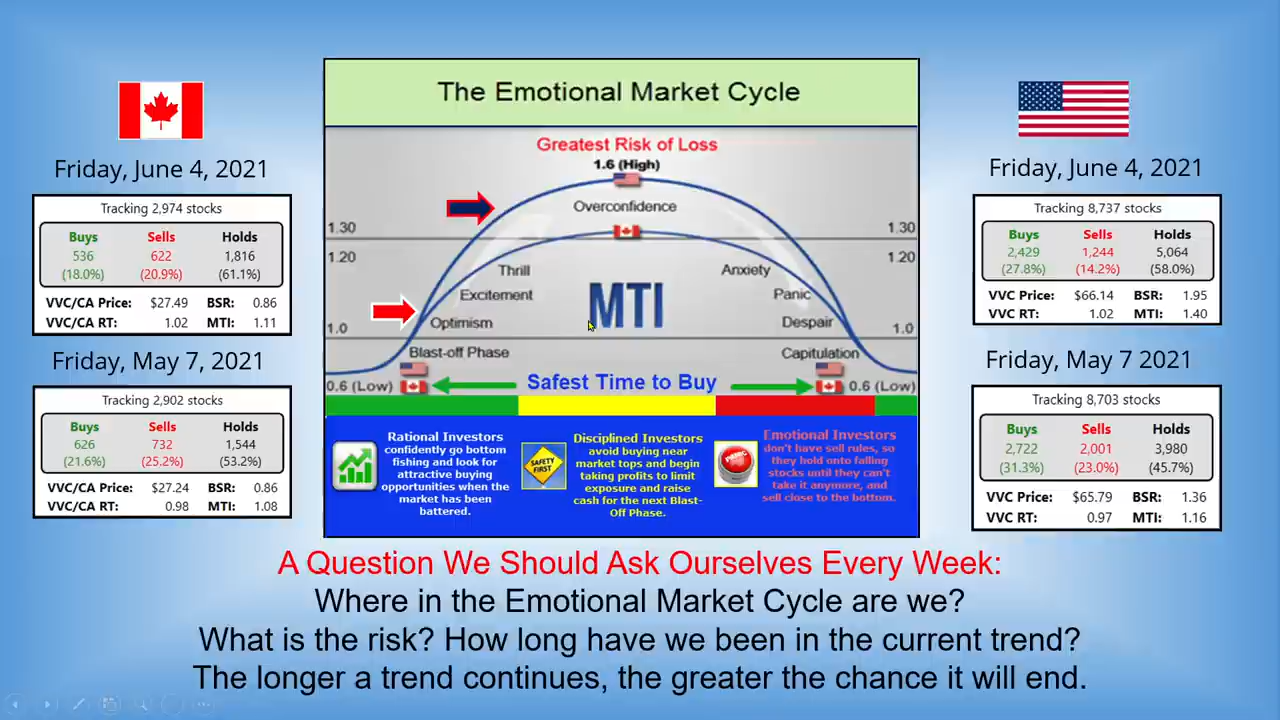 Friday, June 4, 2021
Tracking 2,974 stocks
Buys Sells Holds
536 622 1,816
(18.0%) (20.9%) (61.1%)
VVC/CA Price: $27.49 BSR: 0.86
VVC/CA RT: 1.02 MTI: 1.11
Friday, May 7, 2021
Tracking 2,902 stocks
Buys Sells Holds
626 732 1,544
(21.6%) (25.2%) (53.2%)
VVC/CA Price: $27.24 BSR: 0.86
VVC/CA RT: 0.98 MTI: 1.08
The Emotional Market Cycle
Greatest Risk of Loss
1.6 (High)
Overconfidence
1.30 1.30
1.20 1.20
Thrill Anxiety
Excitement MTI Panic
Optimism Despair
1.0 1.0
Blast-off Phase Capitulation
0.6 (Low) Safest Time to Buy 0.6 (Low)
Rational Investors
confidently go bottom
fishing and look for
attractive buying
opportunities when the
market has been
battered.
SAFETY
FIRST
Disciplined Investors
avoid buying near
market tops and begin
taking profits to limit
exposure and raise
cash for the next Blast-
Off Phase.
PANIC
Emotional Investors
don't have sell rules, so
they hold onto falling
stocks until they can't
take it anymore, and
sell close to the bottom.
Friday, June 4, 2021
Tracking 8,737 stocks
Buys Sells Holds
2,429 1,244 5,064
(27.8%) (14.2%) (58.0%)
VVC Price: $66.14 BSR: 1.95
VVC RT: 1.02 MTI: 1.40
Friday, May 7 2021
Tracking 8,703 stocks
Buys Sells Holds
2,722 2,001 3,980
(31.3%) (23.0%) (45.7%)
VVC Price: $65.79 BSR: 1.36
VVC RT: 0.97 MTI: 1.16
A Question We Should Ask Ourselves Every Week:
Where in the Emotional Market Cycle are we?
What is the risk? How long have we been in the current trend?
The longer a trend continues, the greater the chance it will end.